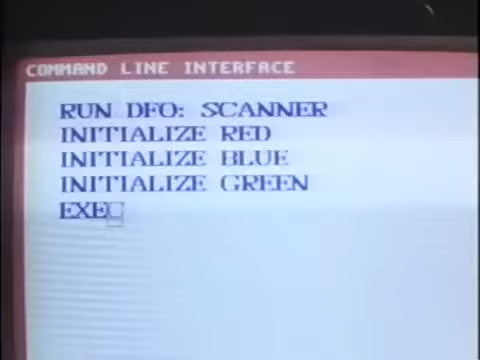 COMMAND LINE INTERFACE
RUN DFO: SCANNER
INITIALIZE RED
INITIALIZE BLUE
INITIALIZE GREEN
EXE